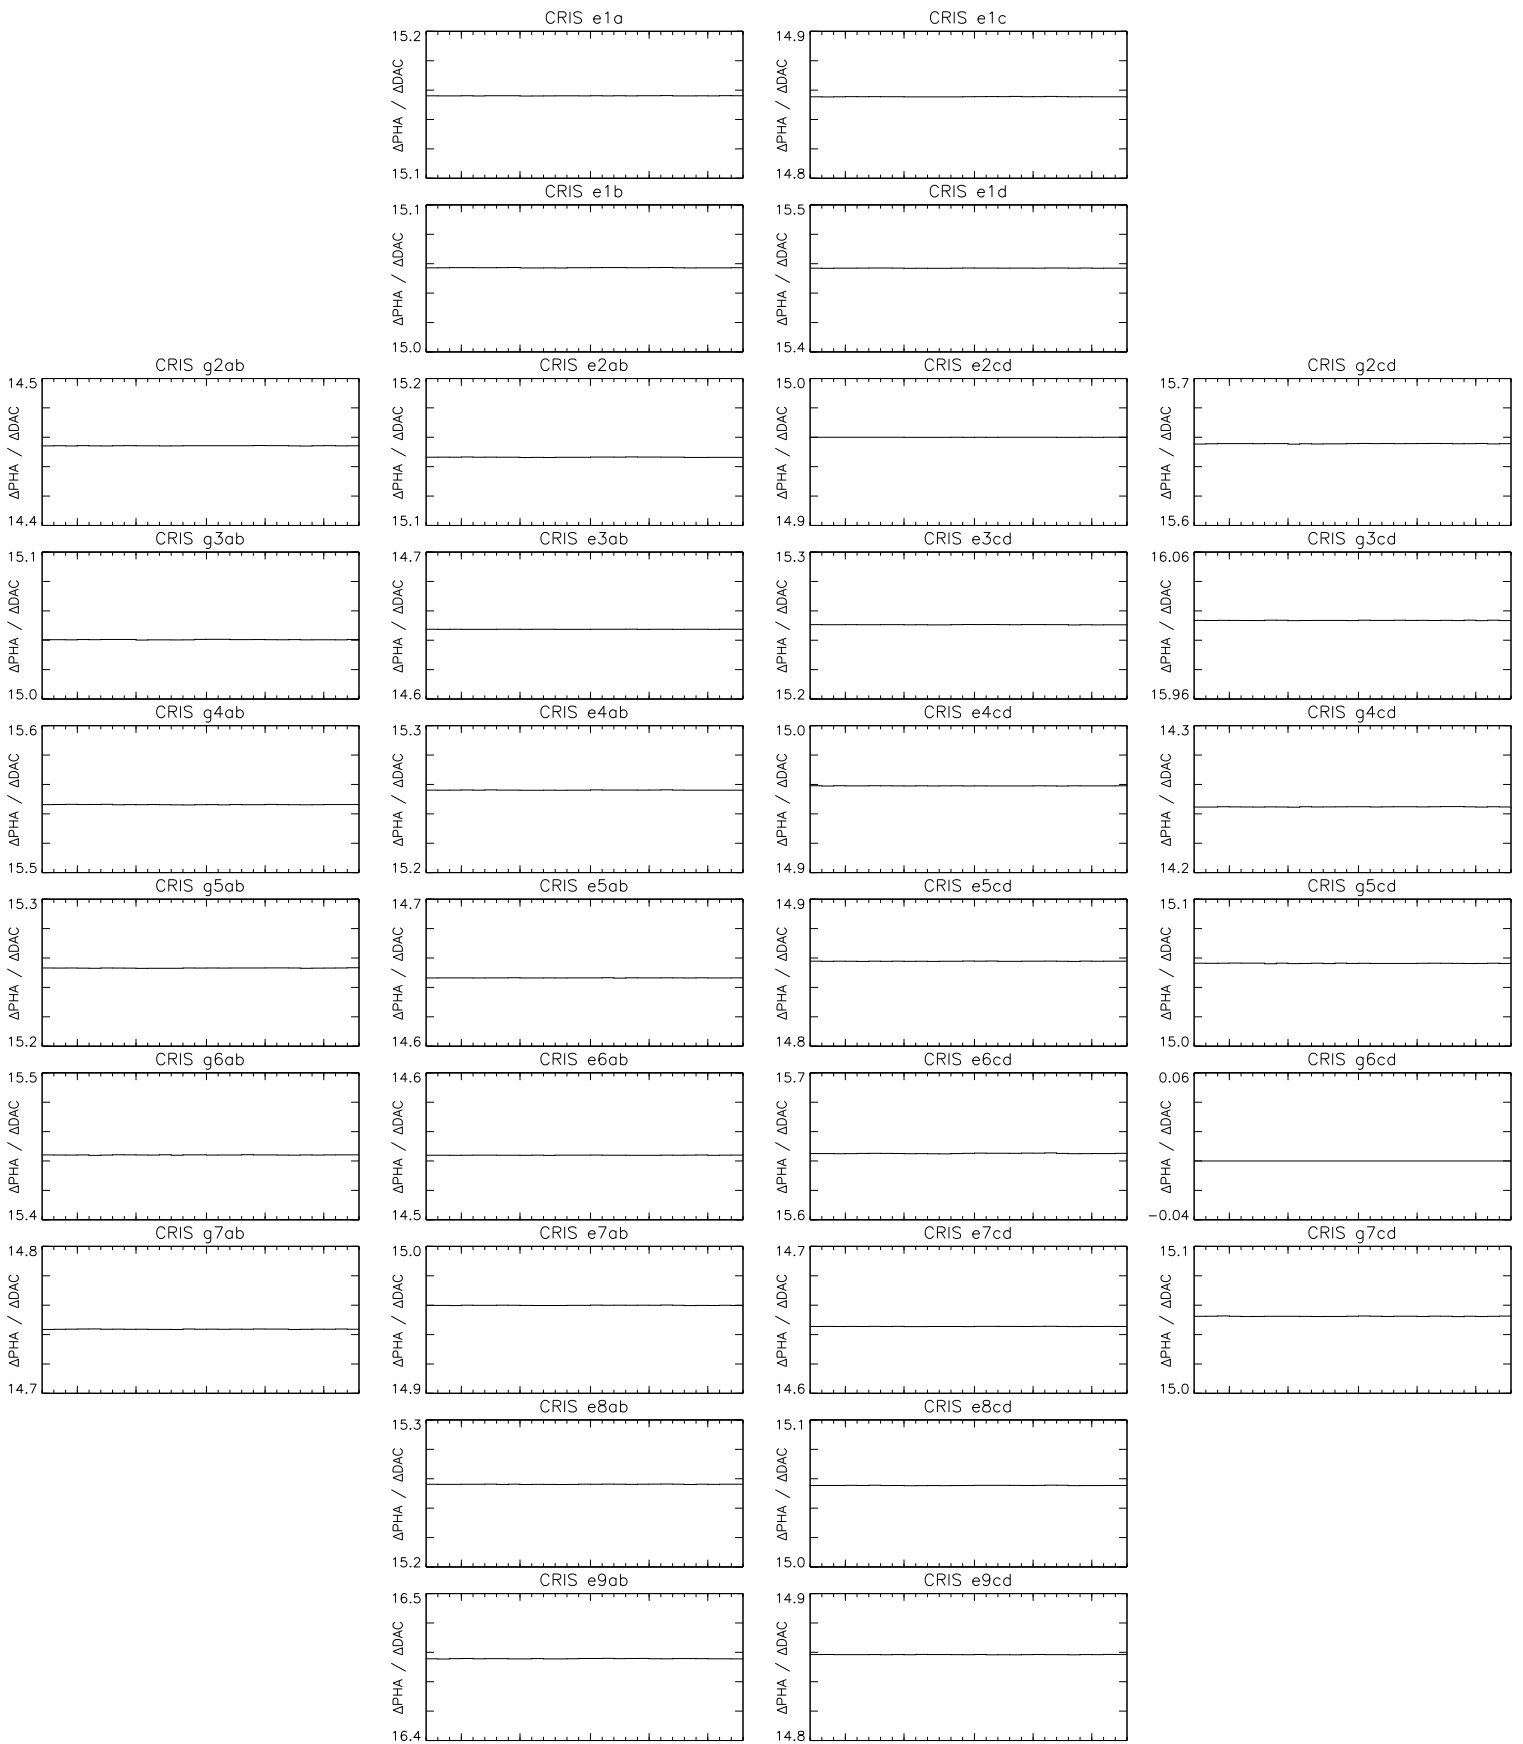 CRIS e1a
15.2
ΔPHA / ΔDAC
15.1
CRIS e1c
14.9
ΔPHA / ΔDAC
14.8
CRIS e1b
15.1
ΔPHA / ΔDAC
15.0
CRIS e1d
15.5
ΔPHA / ΔDAC
15.4
CRIS g2ab
14.5
ΔPHA / ΔDAC
14.4
CRIS e2ab
15.2
ΔPHA / ΔDAC
15.1
CRIS e2cd
15.0
ΔPHA / ΔDAC
14.9
CRIS g2cd
15.7
ΔPHA / ΔDAC
15.6
CRIS g3ab
15.1
ΔPHA / ΔDAC
15.0
CRIS e3ab
14.7
ΔPHA / ΔDAC
14.6
CRIS e3cd
15.3
ΔPHA / ΔDAC
15.2
CRIS g3cd
16.06
ΔPHA / ΔDAC
15.96
CRIS g4ab
15.6
ΔPHA / ΔDAC
15.5
CRIS e4ab
15.3
ΔPHA / ΔDAC
15.2
CRIS e4cd
15.0
ΔPHA / ΔDAC
14.9
CRIS g4cd
14.3
ΔPHA / ΔDAC
14.2
CRIS g5ab
15.3
ΔPHA / ΔDAC
15.2
CRIS e5ab
14.7
ΔPHA / ΔDAC
14.6
CRIS e5cd
14.9
ΔPHA / ΔDAC
14.8
CRIS g5cd
15.1
ΔPHA / ΔDAC
15.0
CRIS g6ab
15.5
ΔPHA / ΔDAC
15.4
CRIS e6ab
14.6
ΔPHA / ΔDAC
14.5
CRIS e6cd
15.7
ΔPHA / ΔDAC
15.6
CRIS g6cd
0.06
ΔPHA / ΔDAC
−0.04
CRIS g7ab
14.8
ΔPHA / ΔDAC
14.7
CRIS e7ab
15.0
ΔPHA / ΔDAC
14.9
CRIS e7cd
14.7
ΔPHA / ΔDAC
14.6
CRIS g7cd
15.1
ΔPHA / ΔDAC
15.0
CRIS e8ab
15.3
ΔPHA / ΔDAC
15.2
CRIS e8cd
15.1
ΔPHA / ΔDAC
15.0
CRIS e9ab
16.5
ΔPHA / ΔDAC
16.4
CRIS e9cd
14.9
ΔPHA / ΔDAC
14.8